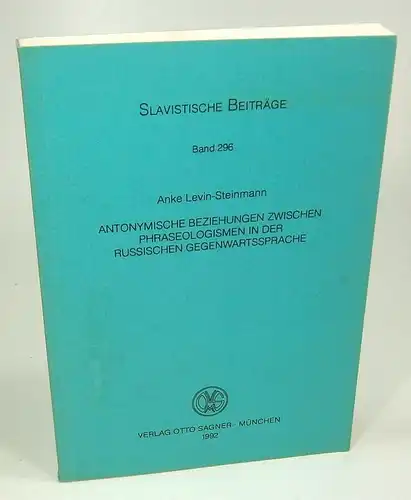 SLAVISTISCHE BEITRÄGE
Band 296
Anke Levin-Steinmann
ANTONYMISCHE BEZIEHUNGEN ZWISCHEN
PHRASEOLOGISMEN IN DER
RUSSISCHEN GEGENWARTSSPRACHE
VERLAG OTTO SAGNER · MÜNCHEN
1992